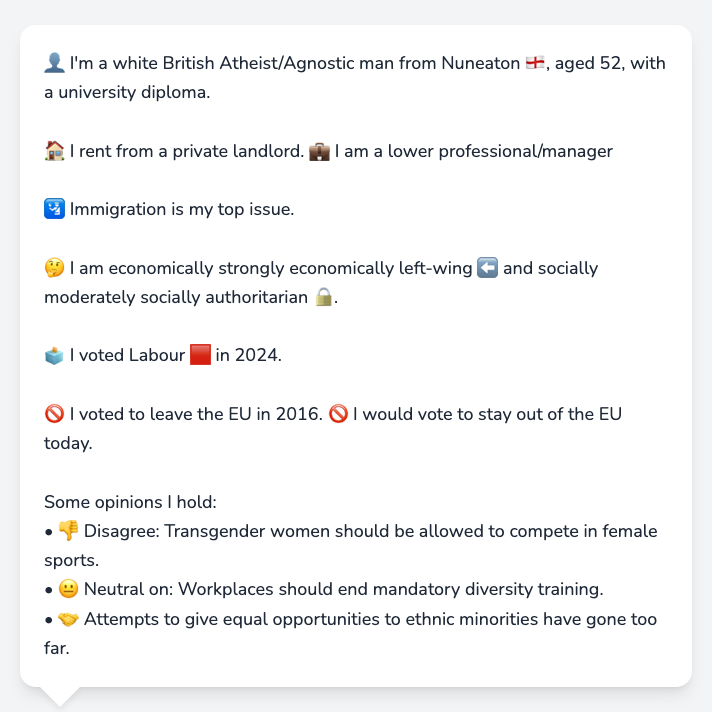 👤 I'm a white British Atheist/Agnostic man from Nuneaton 🏴󠁧󠁢󠁥󠁮󠁧󠁿, aged 52, with
a university diploma.
🏠 I rent from a private landlord. 💼 I am a lower professional/manager
🛂 Immigration is my top issue.
🤔 I am economically strongly economically left-wing ⬅️ and socially
moderately socially authoritarian 🔒.
🗳️ I voted Labour 🟥 in 2024.
🚫 I voted to leave the EU in 2016. 🚫 I would vote to stay out of the EU
today.
Some opinions I hold:
• 👎 Disagree: Transgender women should be allowed to compete in female
sports.
• 😐 Neutral on: Workplaces should end mandatory diversity training.
• 🤝 Attempts to give equal opportunities to ethnic minorities have gone too
far.